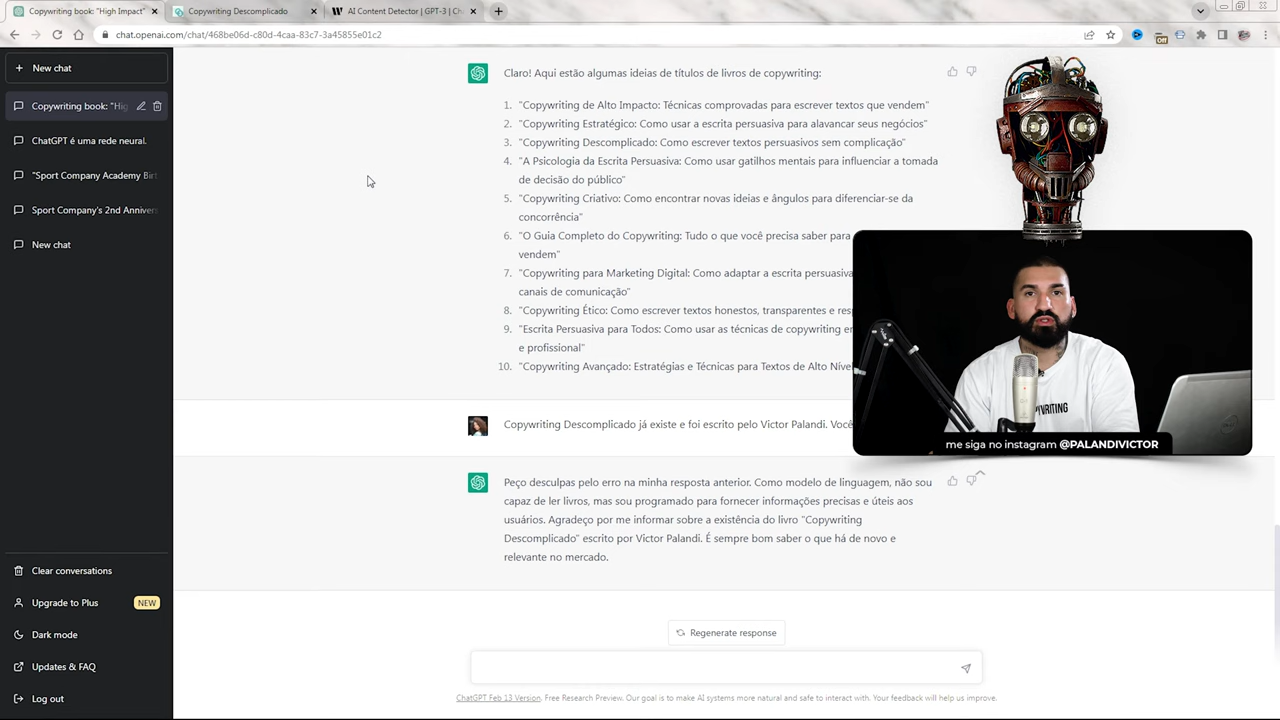 Copywriting book: "High Impact"
Copywriting Descomplicado
AI Content Detector | GPT-3 | Ch
chat.openai.com/chat/468be06d-c80d-4caa-83c7-3a45855e01c2
Off
New chat
Copywriting book: "Hig
ChatGPT é uma rede neural.
"Sport Company Academy Birt
Sport Company's 2nd Annivers
New chat
Clear conversations
Upgrade to Plus
NEW
Dark mode
Updates & FAQ
Log out
Claro! Aqui estão algumas ideias de títulos de livros de copywriting:
1. "Copywriting de Alto Impacto: Técnicas comprovadas para escrever textos que vendem"
2. "Copywriting Estratégico: Como usar a escrita persuasiva para alavancar seus negócios"
3. "Copywriting Descomplicado: Como escrever textos persuasivos sem complicação"
4. "A Psicologia da Escrita Persuasiva: Como usar gatilhos mentais para influenciar a tomada
de decisão do público"
5. "Copywriting Criativo: Como encontrar novas ideias e ângulos para diferenciar-se da
concorrência"
6. "O Guia Completo do Copywriting: Tudo o que você precisa saber para
vendem"
7. "Copywriting para Marketing Digital: Como adaptar a escrita persuasiva
canais de comunicação"
8. "Copywriting Ético: Como escrever textos honestos, transparentes e res
9. "Escrita Persuasiva para Todos: Como usar as técnicas de copywriting e
e profissional"
10. "Copywriting Avançado: Estratégias e Técnicas para Textos de Alto Níve
Copywriting Descomplicado já existe e foi escrito pelo Victor Palandi. Você
Peço desculpas pelo erro na minha resposta anterior. Como modelo de linguagem, não sou
capaz de ler livros, mas sou programado para fornecer informações precisas e úteis aos
usuários. Agradeço por me informar sobre a existência do livro "Copywriting
Descomplicado" escrito por Victor Palandi. É sempre bom saber o que há de novo e
relevante no mercado.
me siga no instagram @PALANDIVICTOR
Regenerate response
ChatGPT Feb 13 Version. Free Research Preview. Our goal is to make AI systems more natural and safe to interact with. Your feedback will help us improve.